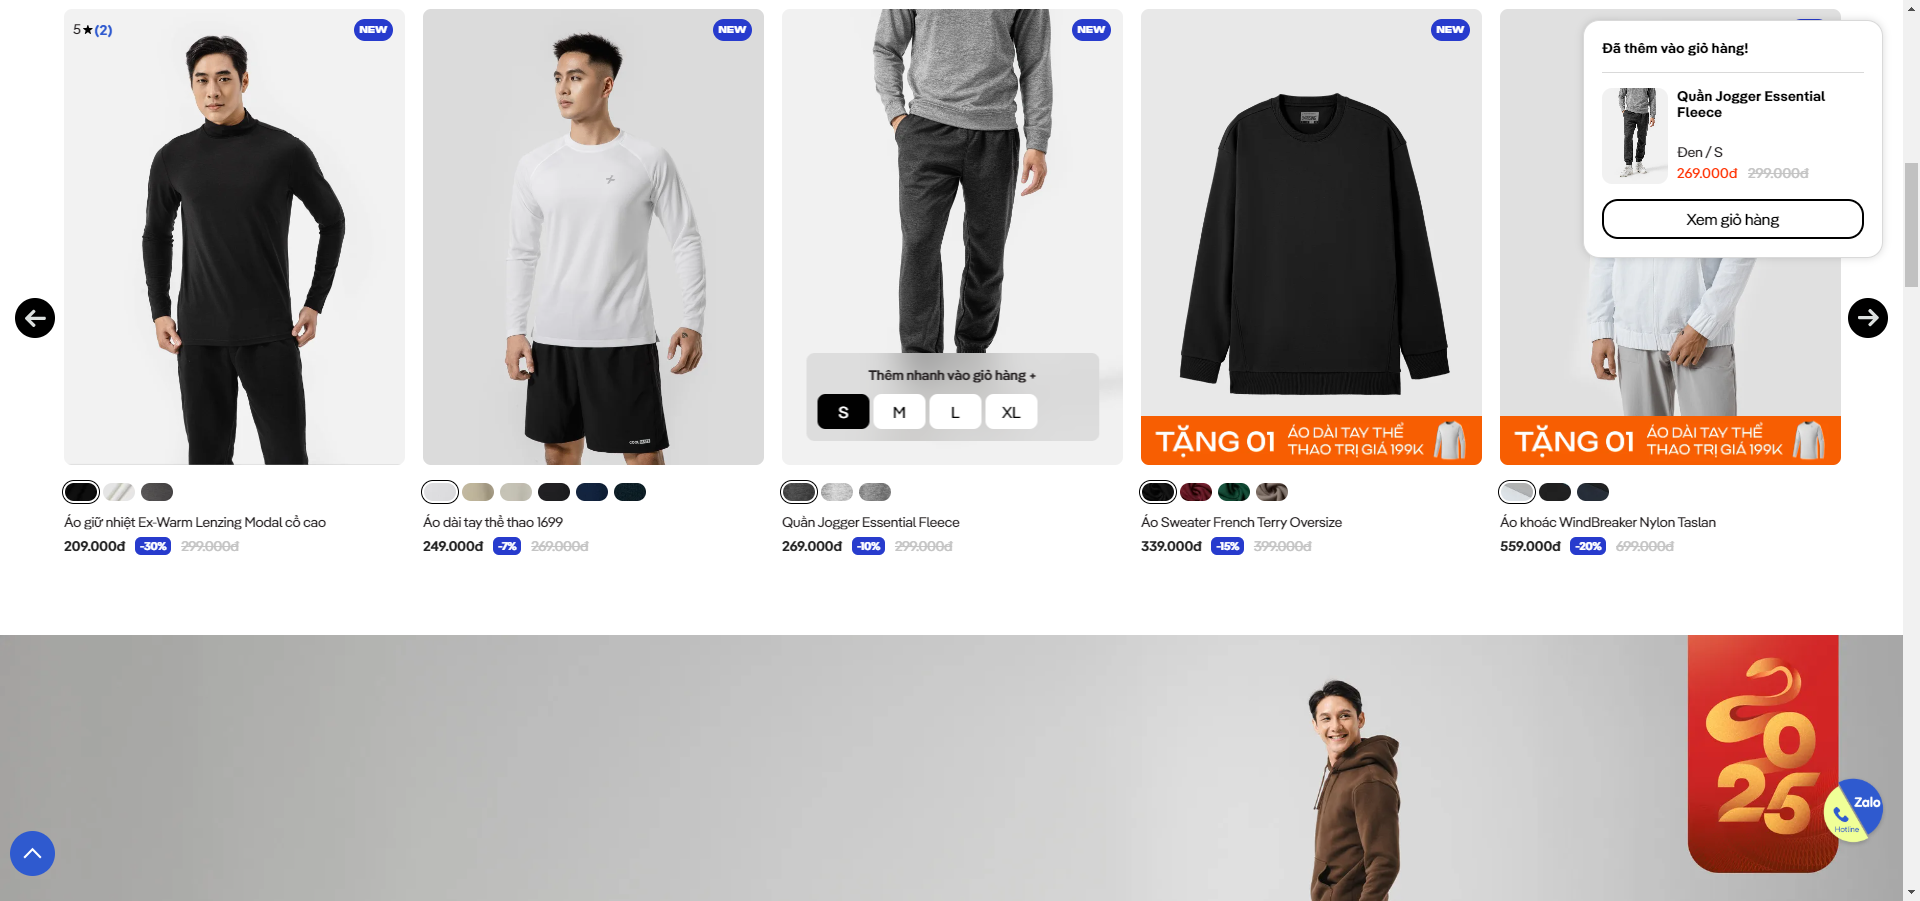 5★(2)
NEW
NEW
NEW
NEW
Đã thêm vào giỏ hàng!
Quần Jogger Essential
Fleece
Đen / S
269.000đ 299.000đ
Xem giỏ hàng
Thêm nhanh vào giỏ hàng +
S M L XL
TẶNG 01 ÁO DÀI TAY THỂ
THAO TRỊ GIÁ 199K
TẶNG 01 ÁO DÀI TAY THỂ
THAO TRỊ GIÁ 199K
Áo giữ nhiệt Ex-Warm Lenzing Modal cổ cao
209.000đ -30% 299.000đ
Áo dài tay thể thao 1699
249.000đ -7% 269.000đ
Quần Jogger Essential Fleece
269.000đ -10% 299.000đ
Áo Sweater French Terry Oversize
339.000đ -15% 399.000đ
Áo khoác WindBreaker Nylon Taslan
559.000đ -20% 699.000đ
2025
Zalo
Hotline